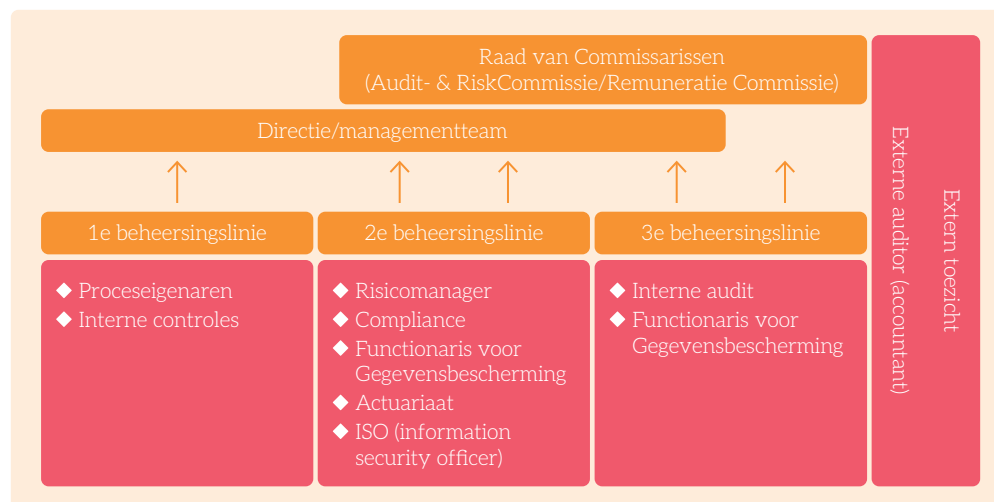 Raad van Commissarissen
(Audit- & RiskCommissie/Remuneratie Commissie)
Directie/managementteam
1e beheersingslinie
◆ Proceseigenaren
◆ Interne controles
2e beheersingslinie
◆ Risicomanager
◆ Compliance
◆ Functionaris voor
Gegevensbescherming
◆ Actuariaat
◆ ISO (information
security officer)
3e beheersingslinie
◆ Interne audit
◆ Functionaris voor
Gegevensbescherming
Externe auditor (accountant)
Extern toezicht